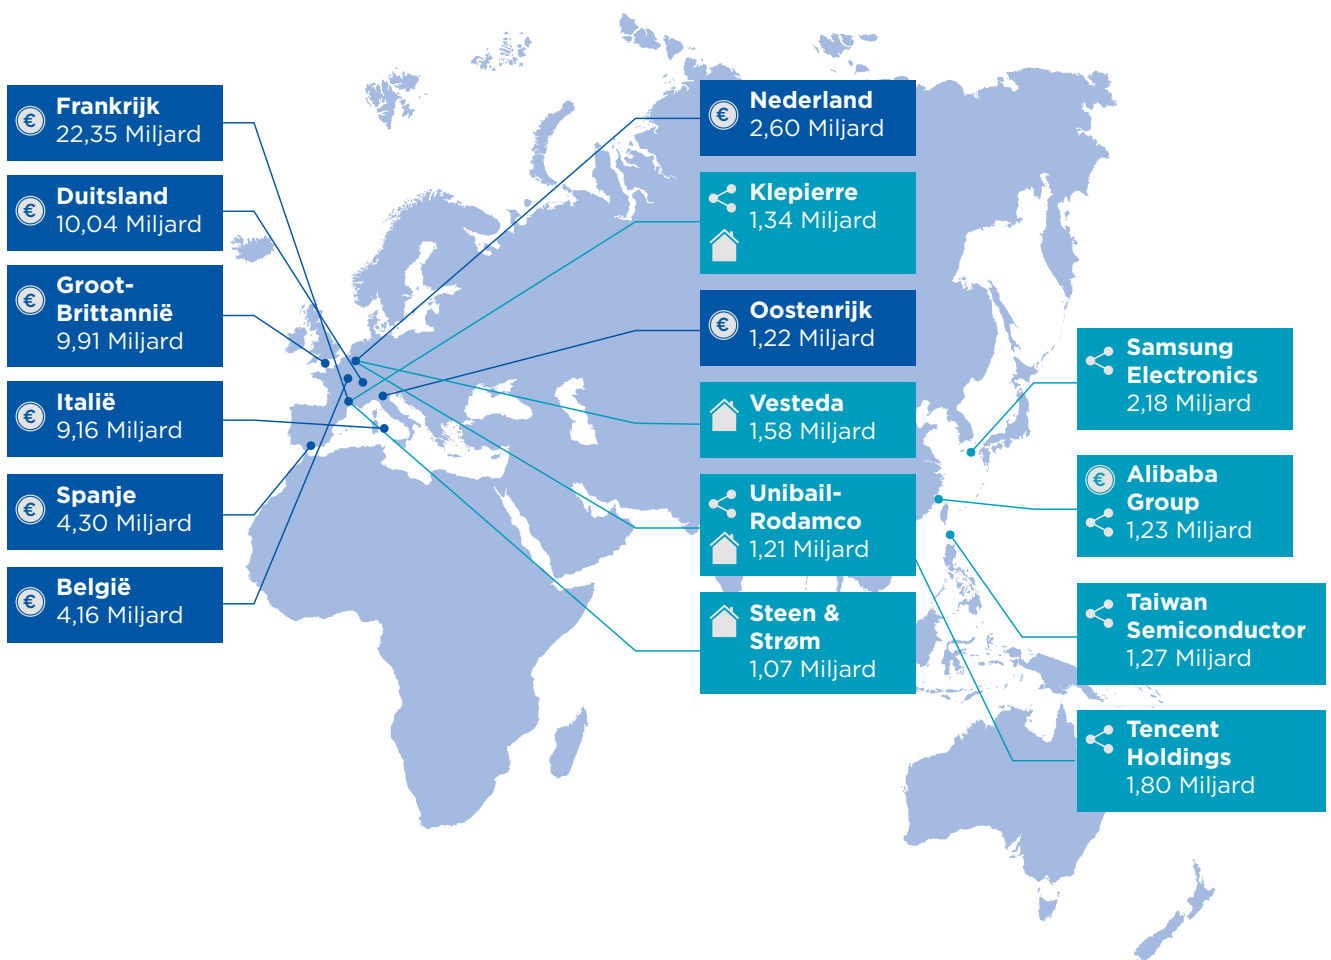 Frankrijk
22,35 Miljard
Duitsland
10,04 Miljard
Groot-
Brittannië
9,91 Miljard
Italië
9,16 Miljard
Spanje
4,30 Miljard
België
4,16 Miljard
Nederland
2,60 Miljard
Klepierre
1,34 Miljard
Oostenrijk
1,22 Miljard
Vesteda
1,58 Miljard
Unibail-
Rodamco
1,21 Miljard
Steen &
Strøm
1,07 Miljard
Samsung
Electronics
2,18 Miljard
Alibaba
Group
1,23 Miljard
Taiwan
Semiconductor
1,27 Miljard
Tencent
Holdings
1,80 Miljard